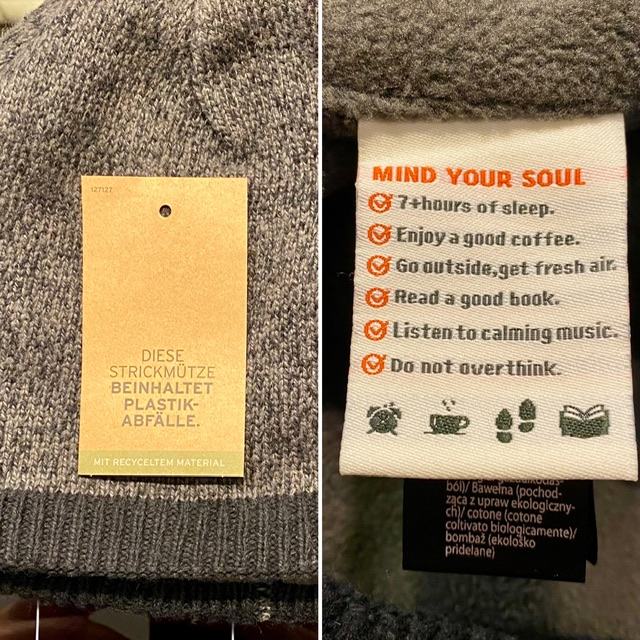 127127
DIESE
STRICKMÜTZE
BEINHALTET
PLASTIK-
ABFÄLLE.
MIT RECYCELTEM MATERIAL
MIND YOUR SOUL
7+hours of sleep.
Enjoy a good coffee.
Go outside,get fresh air.
Read a good book.
Listen to calming music.
Do not overthink.
ból)/ Bawełna (pochod-
ząca z upraw ekologiczny-
ch)/ cotone (cotone
coltivato biologicamente)/
bombaž (ekološko
pridelane)